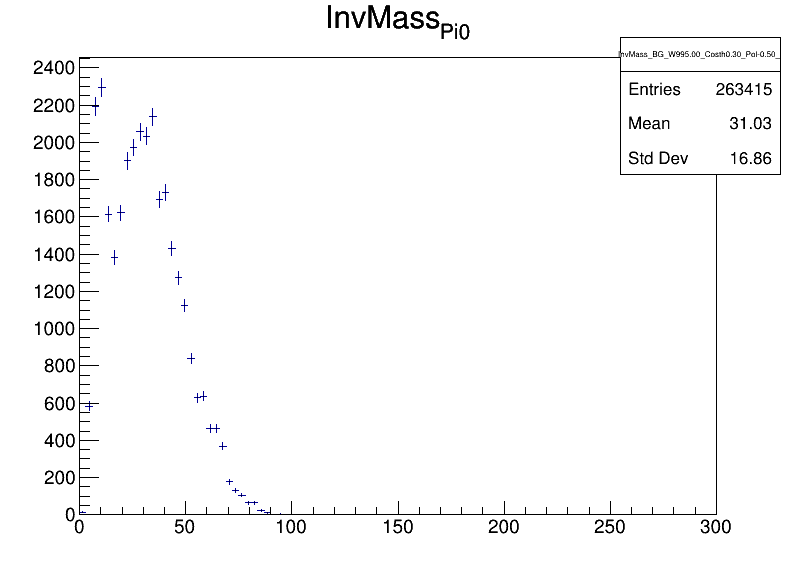 InvMassPi0
InvMass_BG_W995.00_Costh0.30_Pol-0.50_
Entries 263415
Mean 31.03
Std Dev 16.86
2400
2200
2000
1800
1600
1400
1200
1000
800
600
400
200
0
0 50 100 150 200 250 300